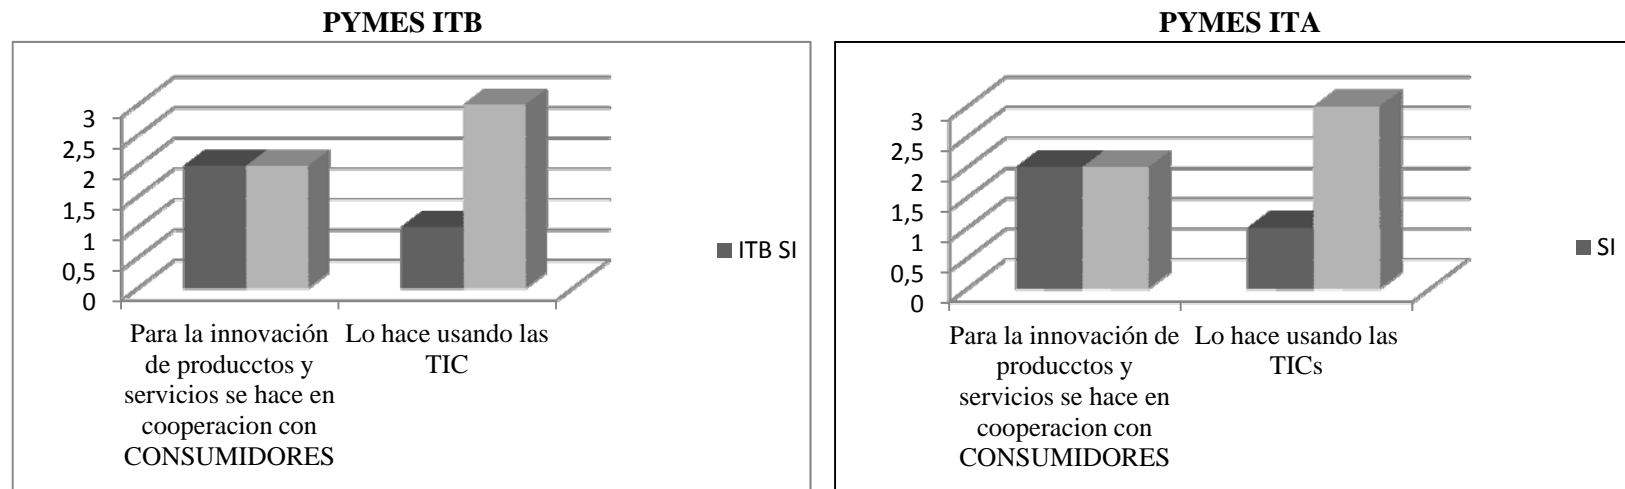 PYMES ITB
3
2,5
2
1,5
1
0,5
0
Para la innovación
de producctos y
servicios se hace en
cooperacion con
CONSUMIDORES
Lo hace usando las
TIC
ITB SI
PYMES ITA
3
2,5
2
1,5
1
0,5
0
Para la innovación de
producctos y
servicios se hace en
cooperacion con
CONSUMIDORES
Lo hace usando las
TICs
SI